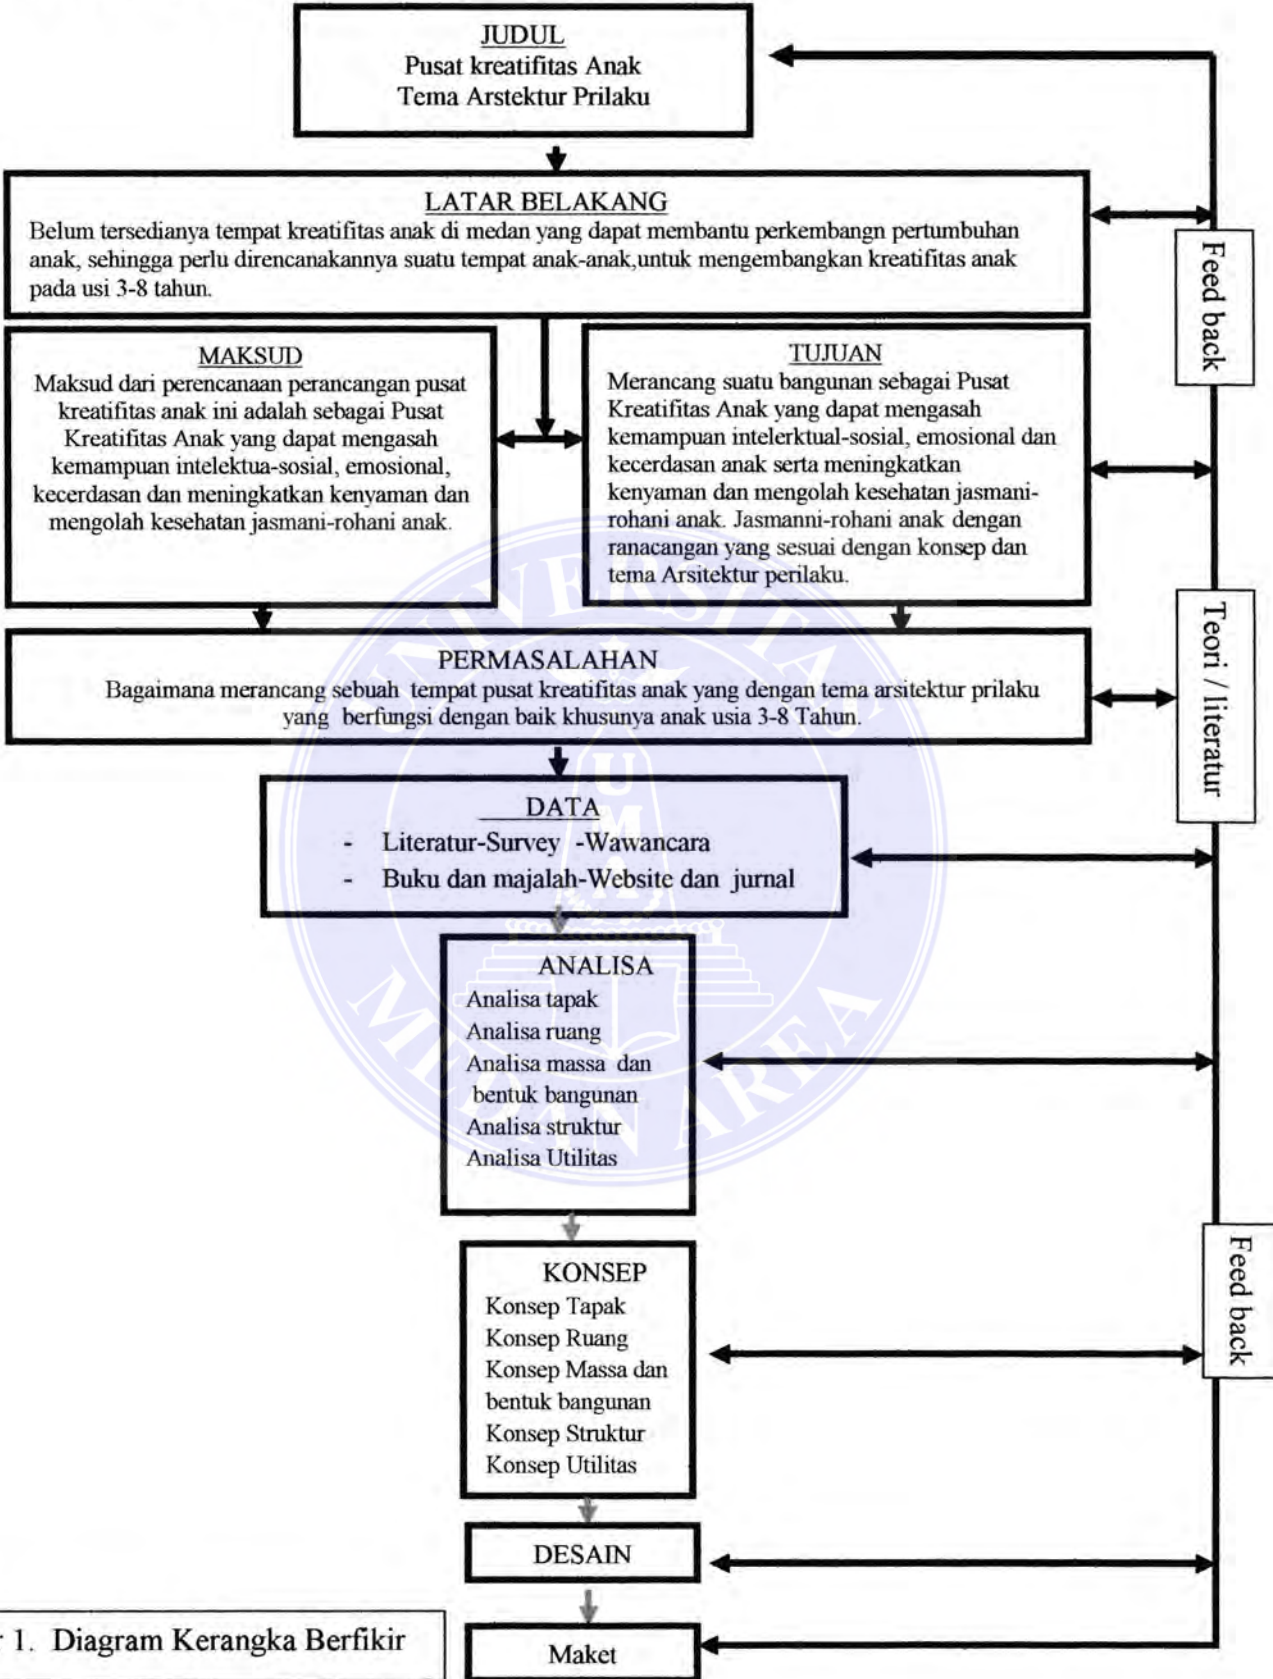 JUDUL
Pusat kreatifitas Anak
Tema Arstektur Prilaku
LATAR BELAKANG
Belum tersedianya tempat kreatifitas anak di medan yang dapat membantu perkembangn pertumbuhan
anak, sehingga perlu direncanakannya suatu tempat anak-anak,untuk mengembangkan kreatifitas anak
pada usi 3-8 tahun.
Feed back
MAKSUD
Maksud dari perencanaan perancangan pusat
kreatifitas anak ini adalah sebagai Pusat
Kreatifitas Anak yang dapat mengasah
kemampuan intelektua-sosial, emosional,
kecerdasan dan meningkatkan kenyaman dan
mengolah kesehatan jasmani-rohani anak.
TUJUAN
Merancang suatu bangunan sebagai Pusat
Kreatifitas Anak yang dapat mengasah
kemampuan intelerktual-sosial, emosional dan
kecerdasan anak serta meningkatkan
kenyaman dan mengolah kesehatan jasmani-
rohani anak. Jasmanni-rohani anak dengan
ranacangan yang sesuai dengan konsep dan
tema Arsitektur perilaku.
PERMASALAHAN
Bagaimana merancang sebuah tempat pusat kreatifitas anak yang dengan tema arsitektur prilaku
yang berfungsi dengan baik khusunya anak usia 3-8 Tahun.
Teori / literatur
DATA
- Literatur-Survey -Wawancara
- Buku dan majalah-Website dan jurnal
ANALISA
Analisa tapak
Analisa ruang
Analisa massa dan
bentuk bangunan
Analisa struktur
Analisa Utilitas
KONSEP
Konsep Tapak
Konsep Ruang
Konsep Massa dan
bentuk bangunan
Konsep Struktur
Konsep Utilitas
Feed back
DESAIN
Maket
1. Diagram Kerangka Berfikir
UNIVERSITAS
MEDAN AREA
UMA